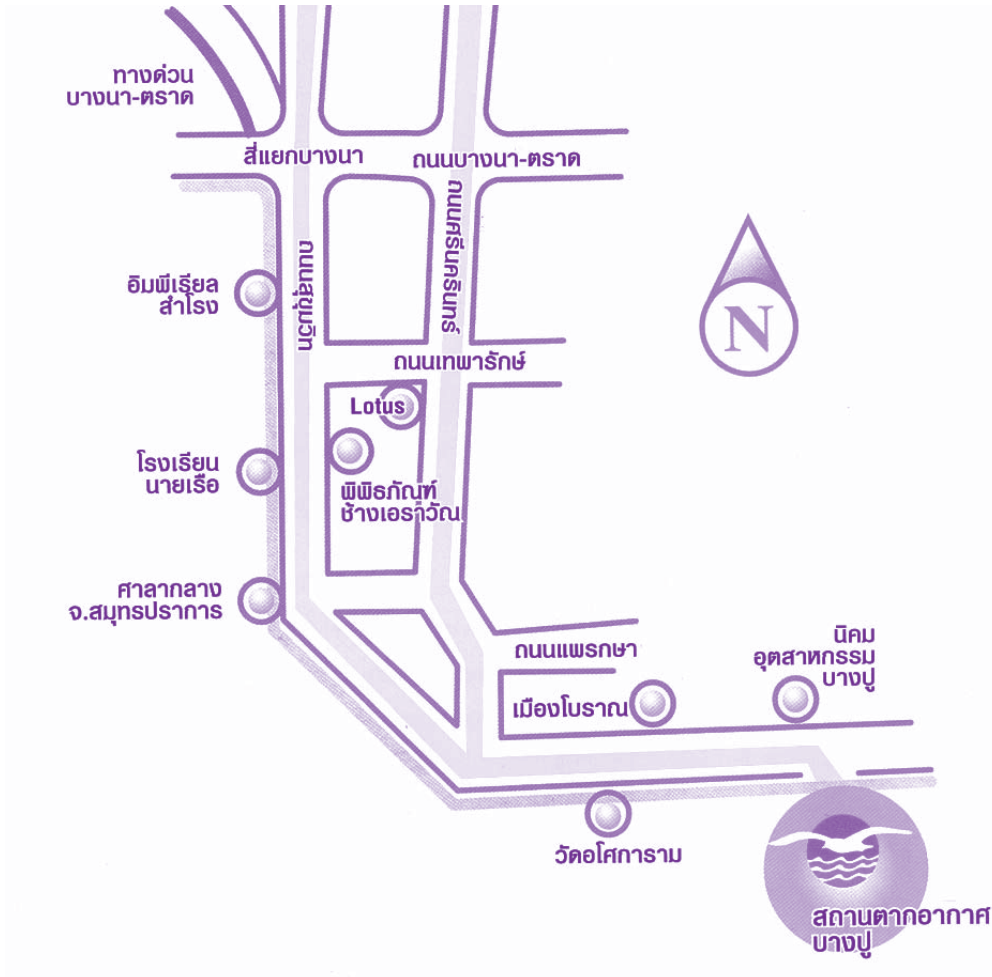 ทางด่วน
บางนา-ตราด
สี่แยกบางนา
ถนนบางนา-ตราด
ถนนศรีนครินทร์
ถนนสุขุมวิท
อิมพีเรียล
สำโรง
N
ถนนเทพารักษ์
Lotus
โรงเรียน
นายเรือ
พิพิธภัณฑ์
ช้างเอราวัณ
ศาลากลาง
จ.สมุทรปราการ
ถนนแพรกษา
นิคม
อุตสาหกรรม
บางปู
เมืองโบราณ
วัดอโศการาม
สถานตากอากาศ
บางปู